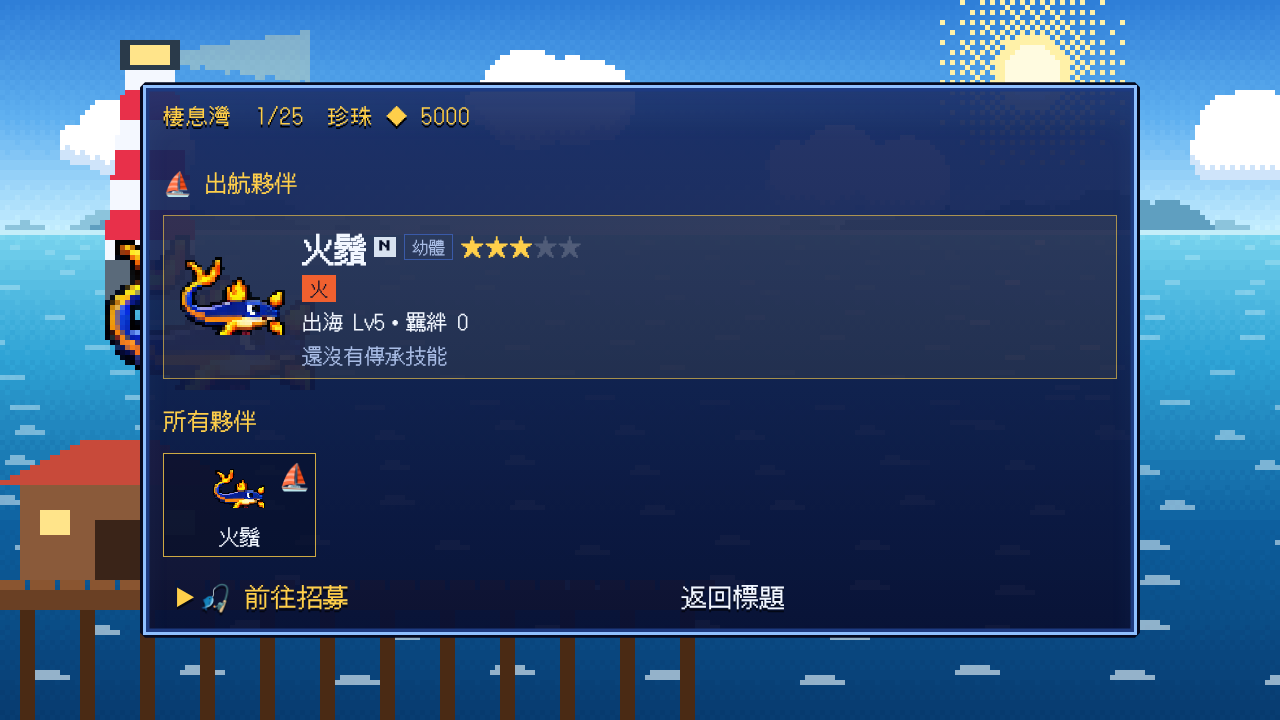 棲息灣 1/25 珍珠 ◆ 5000
出航夥伴
火鬚 N 幼體 ★★★★★
火
出海 Lv5・羈絆 0
還沒有傳承技能
所有夥伴
火鬚
▶ 前往招募
返回標題